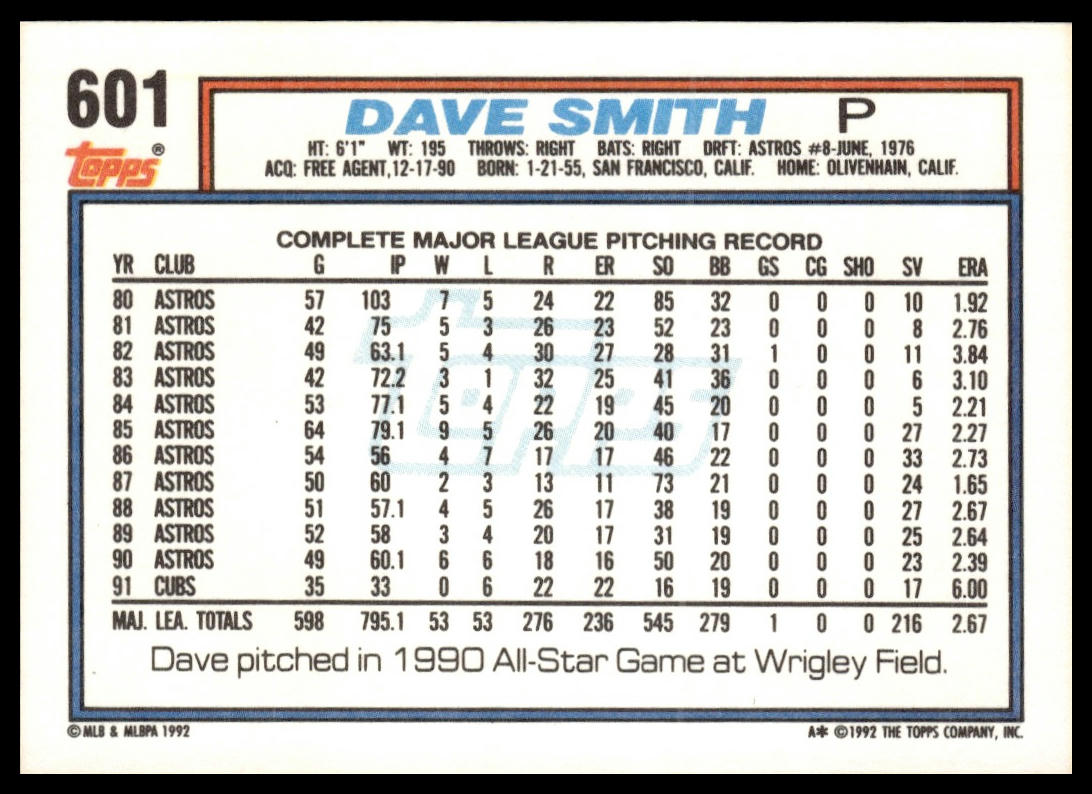 601
DAVE SMITH P
topps®
HT: 6'1" WT: 195 THROWS: RIGHT BATS: RIGHT DRFT: ASTROS #8-JUNE, 1976
ACQ: FREE AGENT,12-17-90 BORN: 1-21-55, SAN FRANCISCO, CALIF. HOME: OLIVENHAIN, CALIF.
COMPLETE MAJOR LEAGUE PITCHING RECORD
YR CLUB G IP W L R ER SO BB GS CG SHO SV ERA
80 ASTROS 57 103 7 5 24 22 85 32 0 0 0 10 1.92
81 ASTROS 42 75 5 3 26 23 52 23 0 0 0 8 2.76
82 ASTROS 49 63.1 5 4 30 27 28 31 1 0 0 11 3.84
83 ASTROS 42 72.2 3 1 32 25 41 36 0 0 0 6 3.10
84 ASTROS 53 77.1 5 4 22 19 45 20 0 0 0 5 2.21
85 ASTROS 64 79.1 9 5 26 20 40 17 0 0 0 27 2.27
86 ASTROS 54 56 4 7 17 17 46 22 0 0 0 33 2.73
87 ASTROS 50 60 2 3 13 11 73 21 0 0 0 24 1.65
88 ASTROS 51 57.1 4 5 26 17 38 19 0 0 0 27 2.67
89 ASTROS 52 58 3 4 20 17 31 19 0 0 0 25 2.64
90 ASTROS 49 60.1 6 6 18 16 50 20 0 0 0 23 2.39
91 CUBS 35 33 0 6 22 22 16 19 0 0 0 17 6.00
MAJ. LEA. TOTALS 598 795.1 53 53 276 236 545 279 1 0 0 216 2.67
topps
Dave pitched in 1990 All-Star Game at Wrigley Field.
©MLB & MLBPA 1992 A* ©1992 THE TOPPS COMPANY, INC.